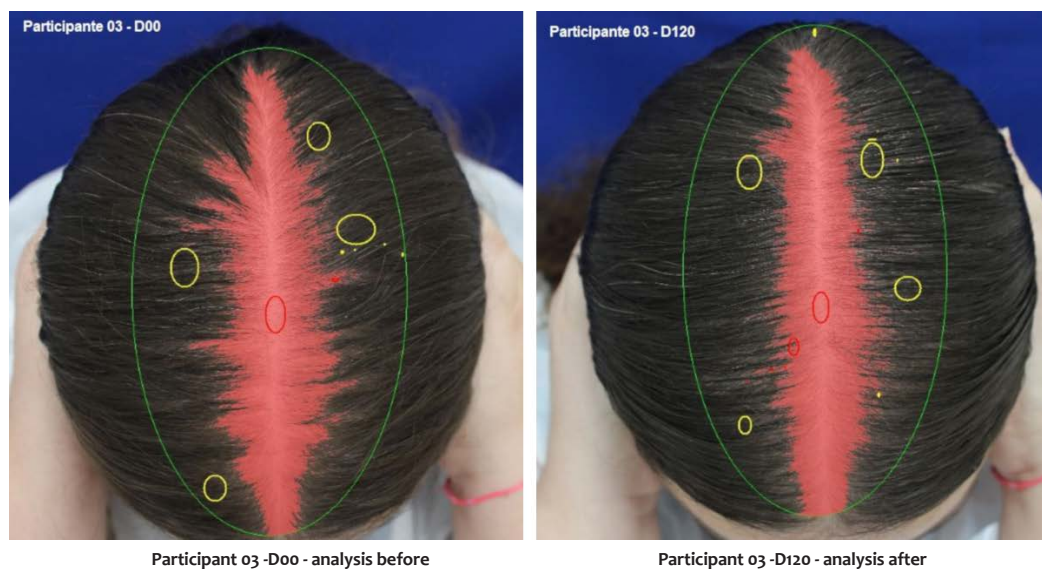 Participante 03 - D00
Participante 03 - D120
Participant 03 -D00 - analysis before
Participant 03 -D120 - analysis after